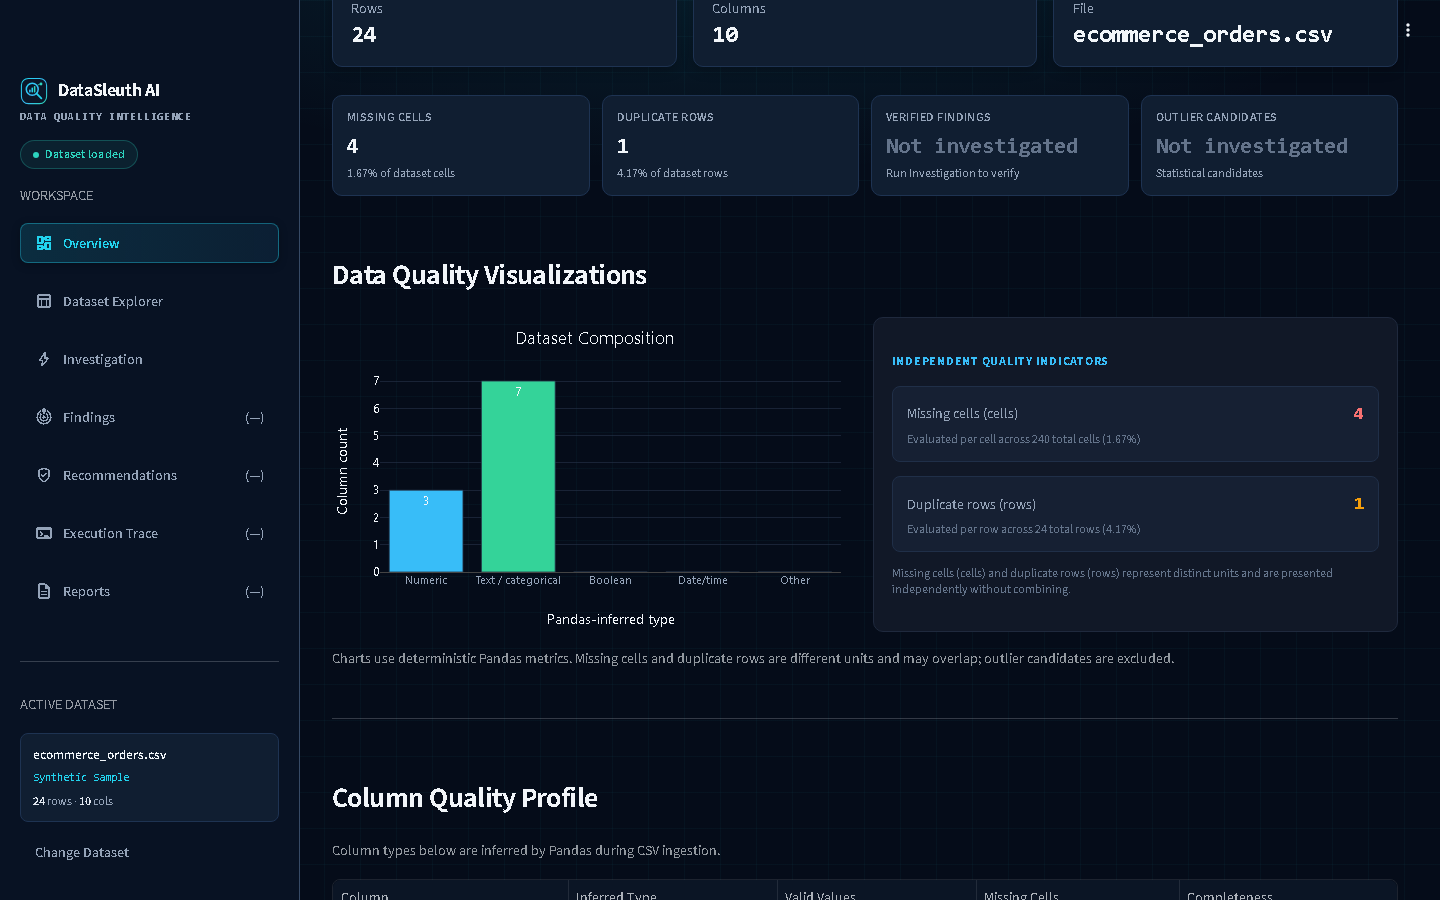 DataSleuth AI
DATA QUALITY INTELLIGENCE
Dataset loaded
WORKSPACE
Overview
Dataset Explorer
Investigation
Findings (—)
Recommendations (—)
Execution Trace (—)
Reports (—)
ACTIVE DATASET
ecommerce_orders.csv
Synthetic Sample
24 rows · 10 cols
Change Dataset
Rows
24
Columns
10
File
ecommerce_orders.csv
MISSING CELLS
4
1.67% of dataset cells
DUPLICATE ROWS
1
4.17% of dataset rows
VERIFIED FINDINGS
Not investigated
Run Investigation to verify
OUTLIER CANDIDATES
Not investigated
Statistical candidates
Data Quality Visualizations
Dataset Composition
Column count
7
6
5
4
3
2
1
0
3
7
Numeric
Text / categorical
Boolean
Date/time
Other
Pandas-inferred type
INDEPENDENT QUALITY INDICATORS
Missing cells (cells) 4
Evaluated per cell across 240 total cells (1.67%)
Duplicate rows (rows) 1
Evaluated per row across 24 total rows (4.17%)
Missing cells (cells) and duplicate rows (rows) represent distinct units and are presented
independently without combining.
Charts use deterministic Pandas metrics. Missing cells and duplicate rows are different units and may overlap; outlier candidates are excluded.
Column Quality Profile
Column types below are inferred by Pandas during CSV ingestion.
Column Inferred Type Valid Values Missing Cells Completeness